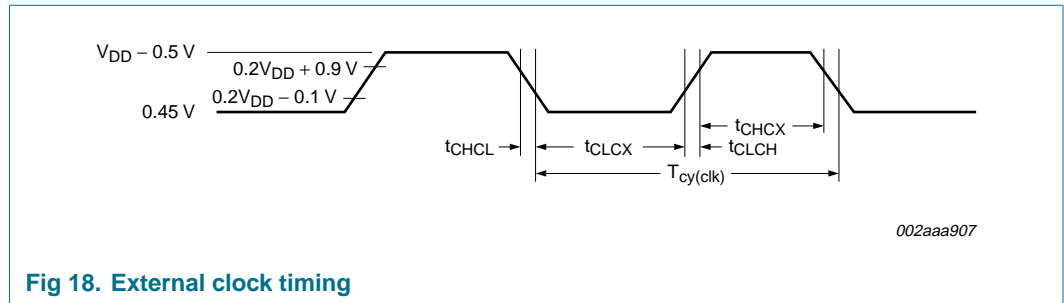 V_DD − 0.5 V
0.2V_DD + 0.9 V
0.2V_DD − 0.1 V
0.45 V
t_CHCX
t_CHCL
t_CLCX
t_CLCH
T_cy(clk)
002aaa907
Fig 18. External clock timing